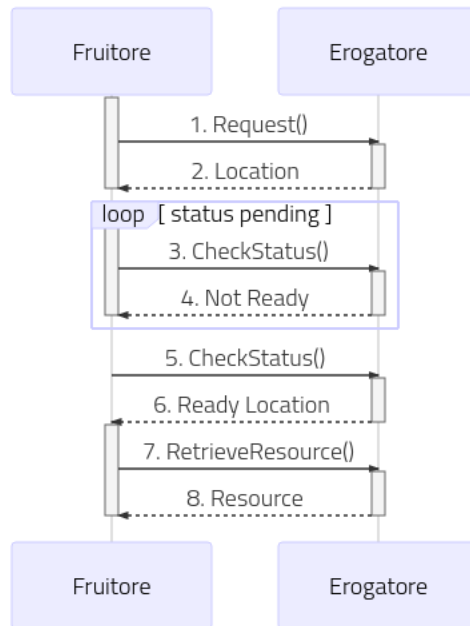 Fruitore Erogatore
1. Request()
2. Location
loop [ status pending ]
3. CheckStatus()
4. Not Ready
5. CheckStatus()
6. Ready Location
7. RetrieveResource()
8. Resource
Fruitore Erogatore